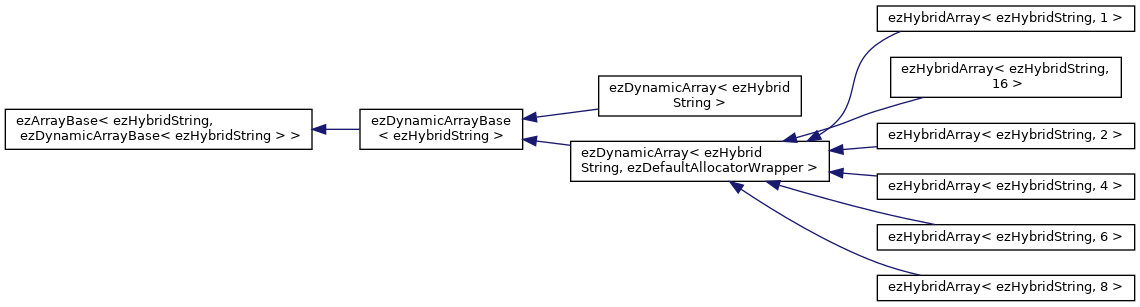 ezArrayBase< ezHybridString,
ezDynamicArrayBase< ezHybridString > >
ezDynamicArrayBase
< ezHybridString >
ezDynamicArray< ezHybrid
String >
ezDynamicArray< ezHybrid
String, ezDefaultAllocatorWrapper >
ezHybridArray< ezHybridString, 1 >
ezHybridArray< ezHybridString,
16 >
ezHybridArray< ezHybridString, 2 >
ezHybridArray< ezHybridString, 4 >
ezHybridArray< ezHybridString, 6 >
ezHybridArray< ezHybridString, 8 >